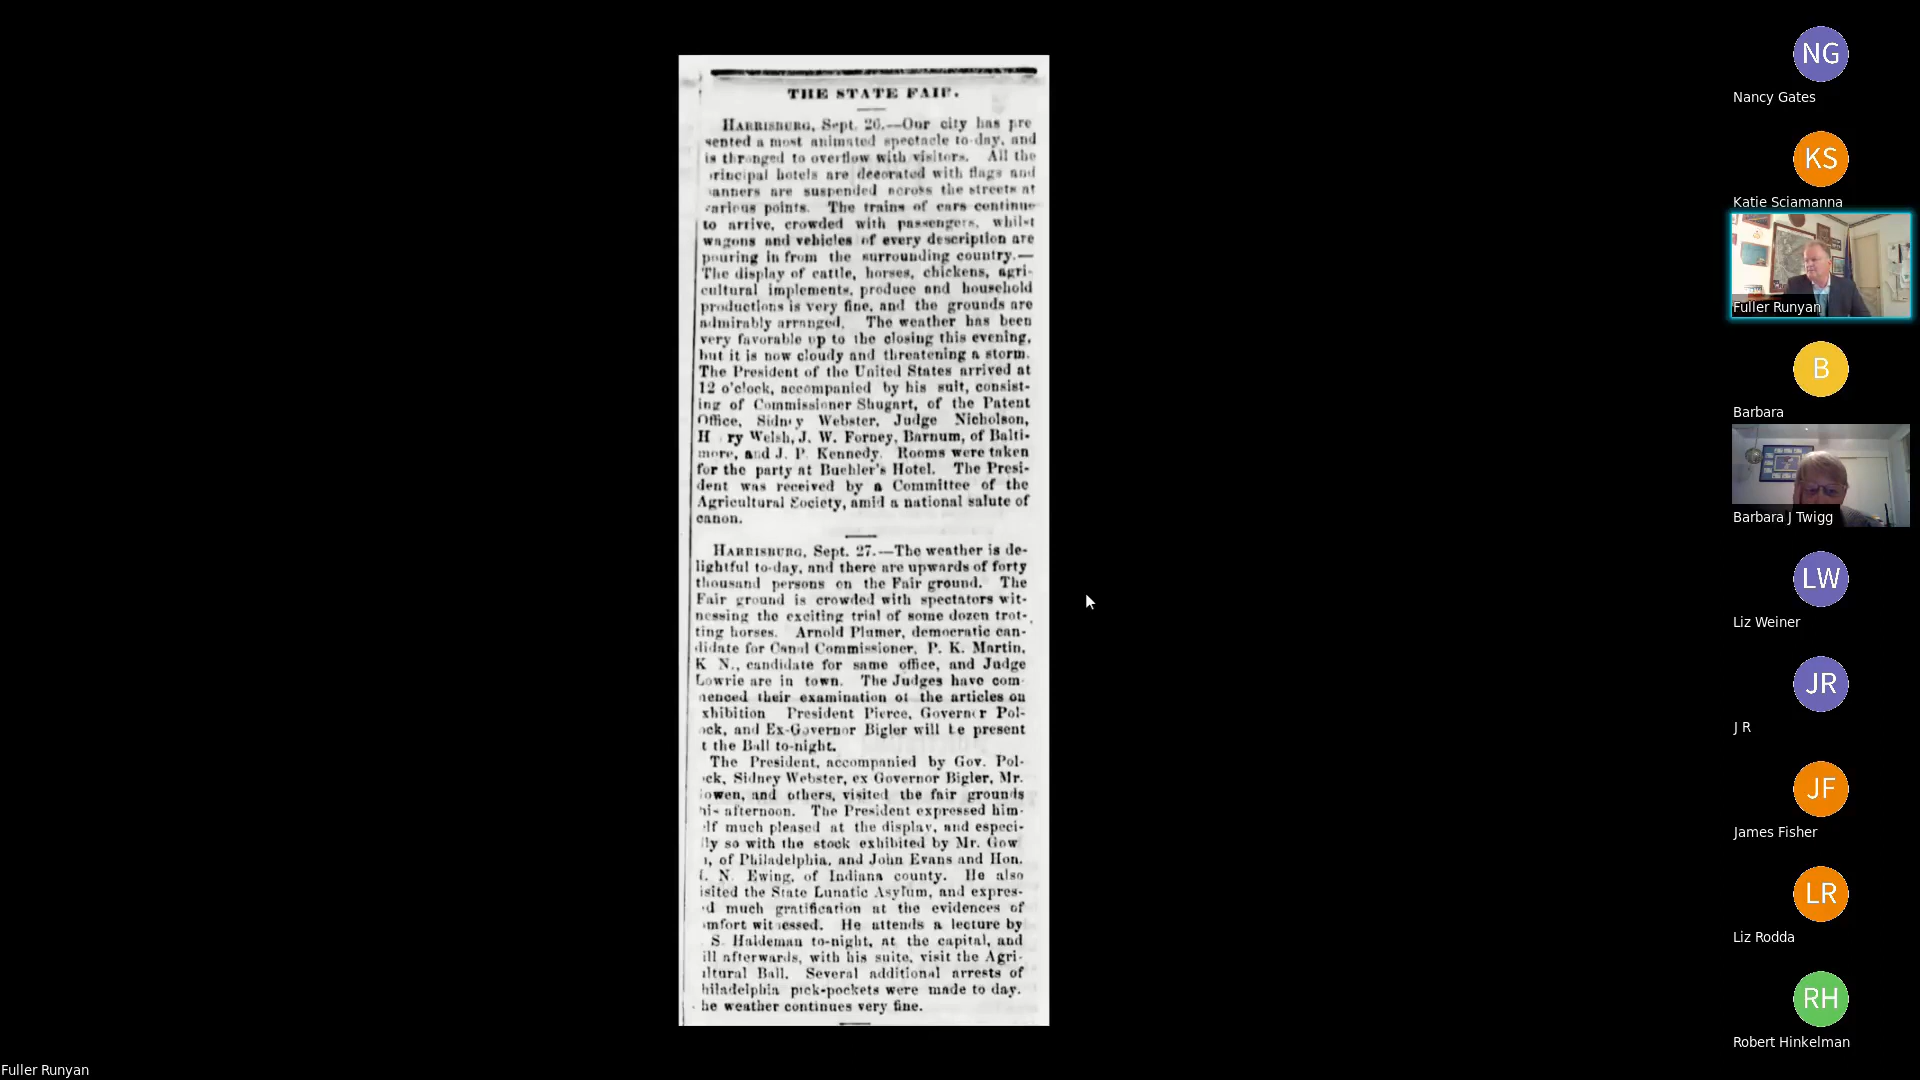 THE STATE FAIR.
HARRISBURG, Sept. 26.—Our city has pre
sented a most animated spectacle to-day, and
is thronged to overflow with visitors. All the
rincipal hotels are decorated with flags and
anners are suspended across the streets at
arious points. The trains of cars continue
to arrive, crowded with passengers, whilst
wagons and vehicles of every description are
pouring in from the surrounding country.—
The display of cattle, horses, chickens, agri-
cultural implements, produce and household
productions is very fine, and the grounds are
admirably arranged. The weather has been
very favorable up to the closing this evening,
but it is now cloudy and threatening a storm.
The President of the United States arrived at
12 o'clock, accompanied by his suit, consist-
ing of Commissioner Shugart, of the Patent
Office, Sidney Webster, Judge Nicholson,
H ry Welsh, J. W. Forney, Barnum, of Balti-
more, and J. P. Kennedy. Rooms were taken
for the party at Buehler's Hotel. The Presi-
dent was received by a Committee of the
Agricultural Society, amid a national salute of
canon.
HARRISBURG, Sept. 27.—The weather is de-
lightful to-day, and there are upwards of forty
thousand persons on the Fair ground. The
Fair ground is crowded with spectators wit-
nessing the exciting trial of some dozen trot-
ting horses. Arnold Plumer, democratic can-
didate for Canal Commissioner, P. K. Martin,
K N., candidate for same office, and Judge
Lowrie are in town. The Judges have com-
nenced their examination of the articles on
xhibition President Pierce, Governor Pol-
ock, and Ex-Governor Bigler will be present
t the Ball to-night.
The President, accompanied by Gov. Pol-
ck, Sidney Webster, ex Governor Bigler, Mr.
owen, and others, visited the fair grounds
his afternoon. The President expressed him-
lf much pleased at the display, and especi-
lly so with the stock exhibited by Mr. Gow
, of Philadelphia, and John Evans and Hon.
. N. Ewing, of Indiana county. He also
isited the State Lunatic Asylum, and expres-
d much gratification at the evidences of
mfort witnessed. He attends a lecture by
S. Haldeman to-night, at the capital, and
ill afterwards, with his suite, visit the Agri-
ltural Ball. Several additional arrests of
hiladelphia pick-pockets were made to day.
he weather continues very fine.
NG
Nancy Gates
KS
Katie Sciamanna
Fuller Runyan
B
Barbara
Barbara J Twigg
LW
Liz Weiner
JR
J R
JF
James Fisher
LR
Liz Rodda
RH
Robert Hinkelman
Fuller Runyan